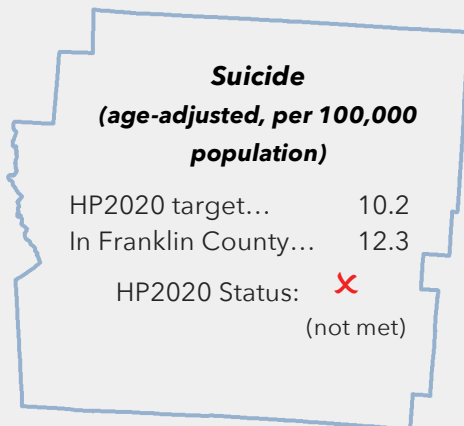 Suicide
(age-adjusted, per 100,000
population)
HP2020 target... 10.2
In Franklin County... 12.3
HP2020 Status: ✗
(not met)